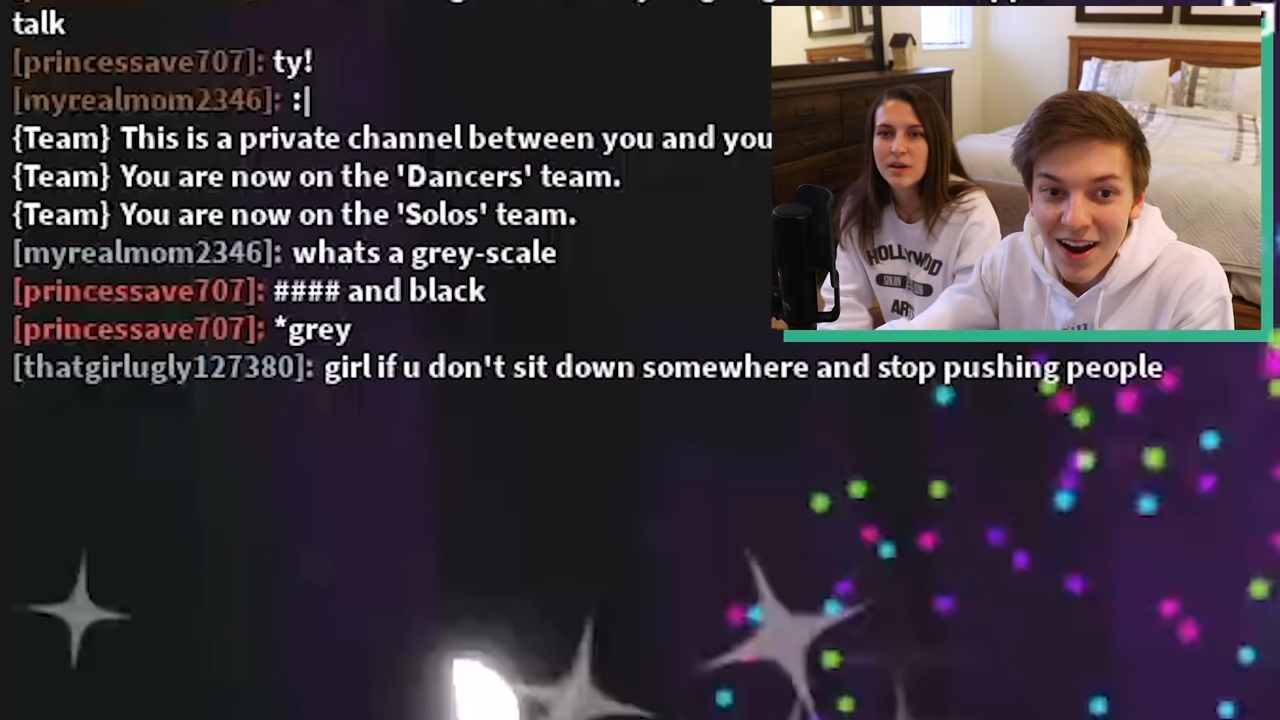 talk
[princessave707]: ty!
[myrealmom2346]: :|
{Team} This is a private channel between you and you
{Team} You are now on the 'Dancers' team.
{Team} You are now on the 'Solos' team.
[myrealmom2346]: whats a grey-scale
[princessave707]: #### and black
[princessave707]: *grey
[thatgirlugly127380]: girl if u don't sit down somewhere and stop pushing people
HOLLYWOOD
ARTS